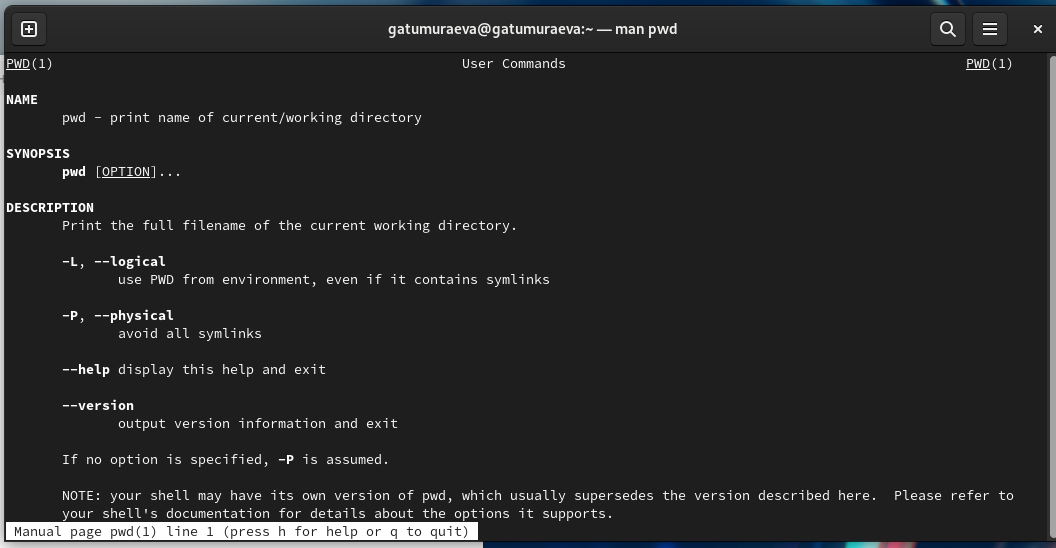 gatumuraeva@gatumuraeva:~ — man pwd
PWD(1) User Commands PWD(1)
NAME
pwd - print name of current/working directory
SYNOPSIS
pwd [OPTION]...
DESCRIPTION
Print the full filename of the current working directory.
-L, --logical
use PWD from environment, even if it contains symlinks
-P, --physical
avoid all symlinks
--help display this help and exit
--version
output version information and exit
If no option is specified, -P is assumed.
NOTE: your shell may have its own version of pwd, which usually supersedes the version described here.  Please refer to
your shell's documentation for details about the options it supports.
Manual page pwd(1) line 1 (press h for help or q to quit)